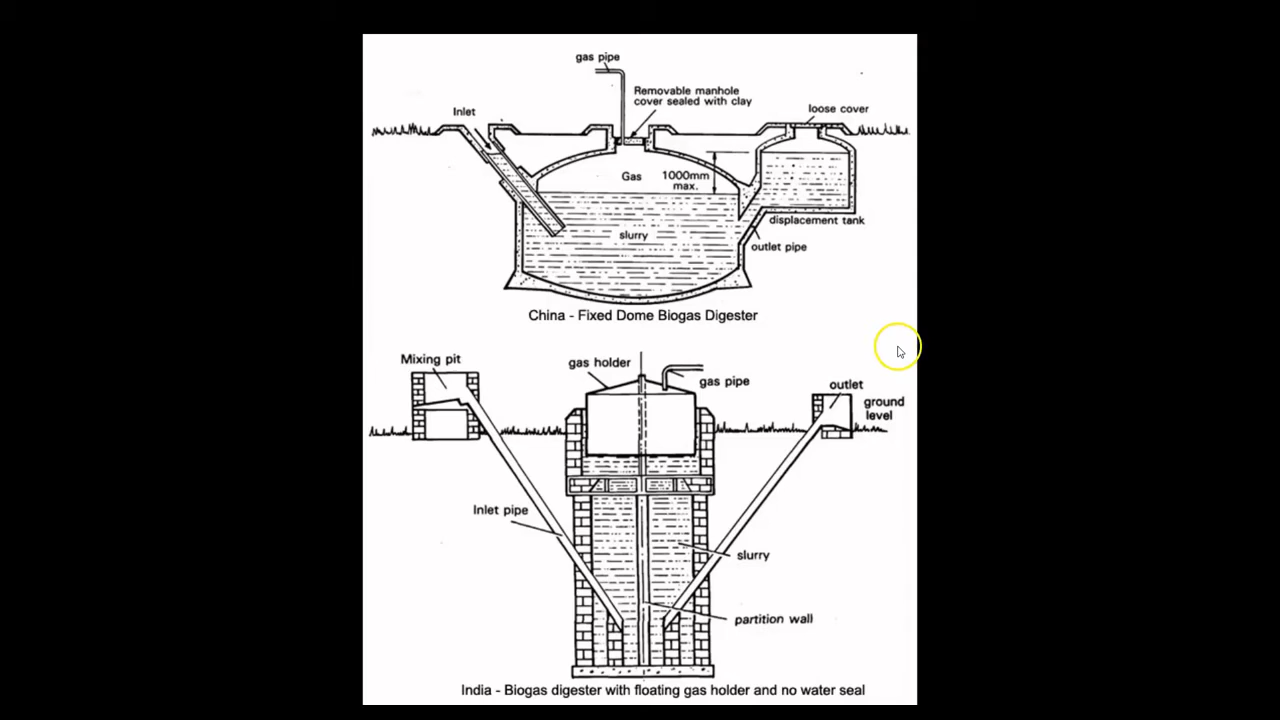 gas pipe
Removable manhole
cover sealed with clay
loose cover
Inlet
Gas
1000mm
max.
slurry
displacement tank
outlet pipe
China - Fixed Dome Biogas Digester
Mixing pit
gas holder
gas pipe
outlet
ground
level
Inlet pipe
slurry
partition wall
India - Biogas digester with floating gas holder and no water seal